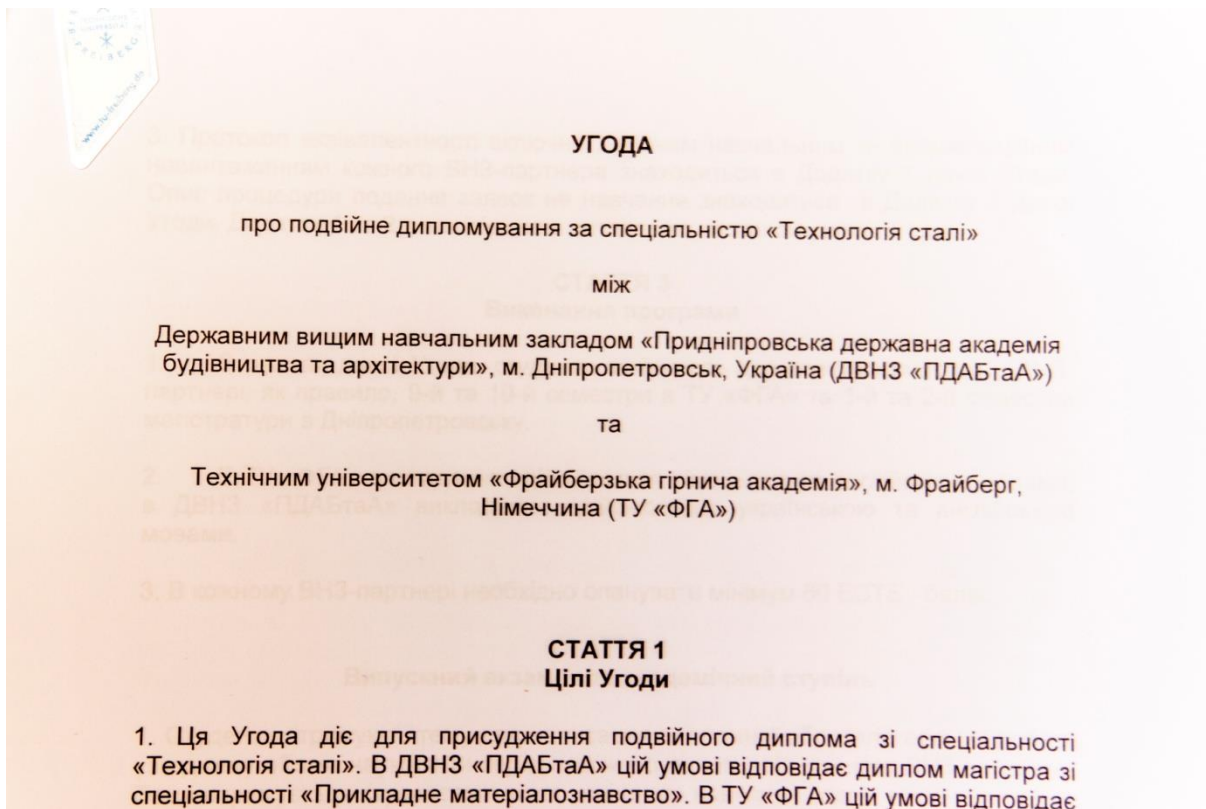 УГОДА
про подвійне дипломування за спеціальністю «Технологія сталі»
між
Державним вищим навчальним закладом «Придніпровська державна академія
будівництва та архітектури», м. Дніпропетровськ, Україна (ДВНЗ «ПДАБтаА»)
та
Технічним університетом «Фрайберзька гірнича академія», м. Фрайберг,
Німеччина (ТУ «ФГА»)
СТАТТЯ 1
Цілі Угоди
1. Ця Угода діє для присудження подвійного диплома зі спеціальності
«Технологія сталі». В ДВНЗ «ПДАБтаА» цій умові відповідає диплом магістра зі
спеціальності «Прикладне матеріалознавство». В ТУ «ФГА» цій умові відповідає